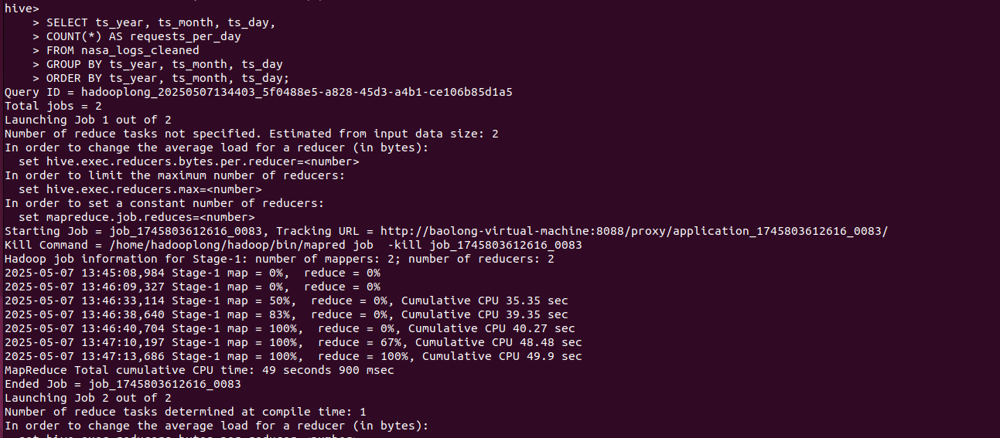 hive>
    > SELECT ts_year, ts_month, ts_day,
    > COUNT(*) AS requests_per_day
    > FROM nasa_logs_cleaned
    > GROUP BY ts_year, ts_month, ts_day
    > ORDER BY ts_year, ts_month, ts_day;
Query ID = hadooplong_20250507134403_5f0488e5-a828-45d3-a4b1-ce106b85d1a5
Total jobs = 2
Launching Job 1 out of 2
Number of reduce tasks not specified. Estimated from input data size: 2
In order to change the average load for a reducer (in bytes):
  set hive.exec.reducers.bytes.per.reducer=<number>
In order to limit the maximum number of reducers:
  set hive.exec.reducers.max=<number>
In order to set a constant number of reducers:
  set mapreduce.job.reduces=<number>
Starting Job = job_1745803612616_0083, Tracking URL = http://baolong-virtual-machine:8088/proxy/application_1745803612616_0083/
Kill Command = /home/hadooplong/hadoop/bin/mapred job  -kill job_1745803612616_0083
Hadoop job information for Stage-1: number of mappers: 2; number of reducers: 2
2025-05-07 13:45:08,984 Stage-1 map = 0%,  reduce = 0%
2025-05-07 13:46:09,327 Stage-1 map = 0%,  reduce = 0%
2025-05-07 13:46:33,114 Stage-1 map = 50%,  reduce = 0%, Cumulative CPU 35.35 sec
2025-05-07 13:46:38,640 Stage-1 map = 83%,  reduce = 0%, Cumulative CPU 39.35 sec
2025-05-07 13:46:40,704 Stage-1 map = 100%,  reduce = 0%, Cumulative CPU 40.27 sec
2025-05-07 13:47:10,197 Stage-1 map = 100%,  reduce = 67%, Cumulative CPU 48.48 sec
2025-05-07 13:47:13,686 Stage-1 map = 100%,  reduce = 100%, Cumulative CPU 49.9 sec
MapReduce Total cumulative CPU time: 49 seconds 900 msec
Ended Job = job_1745803612616_0083
Launching Job 2 out of 2
Number of reduce tasks determined at compile time: 1
In order to change the average load for a reducer (in bytes):